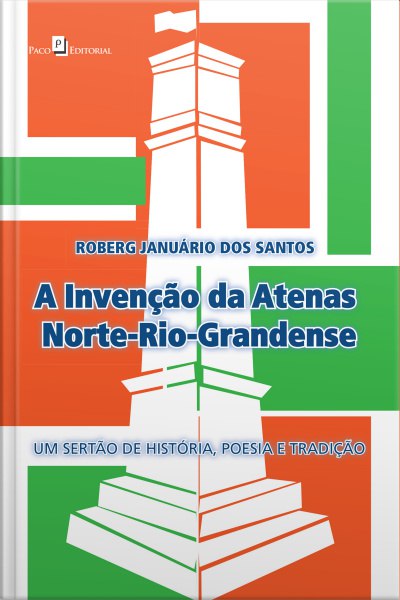 PACO P EDITORIAL
ROBERG JANUÁRIO DOS SANTOS
A Invenção da Atenas
Norte-Rio-Grandense
UM SERTÃO DE HISTÓRIA, POESIA E TRADIÇÃO